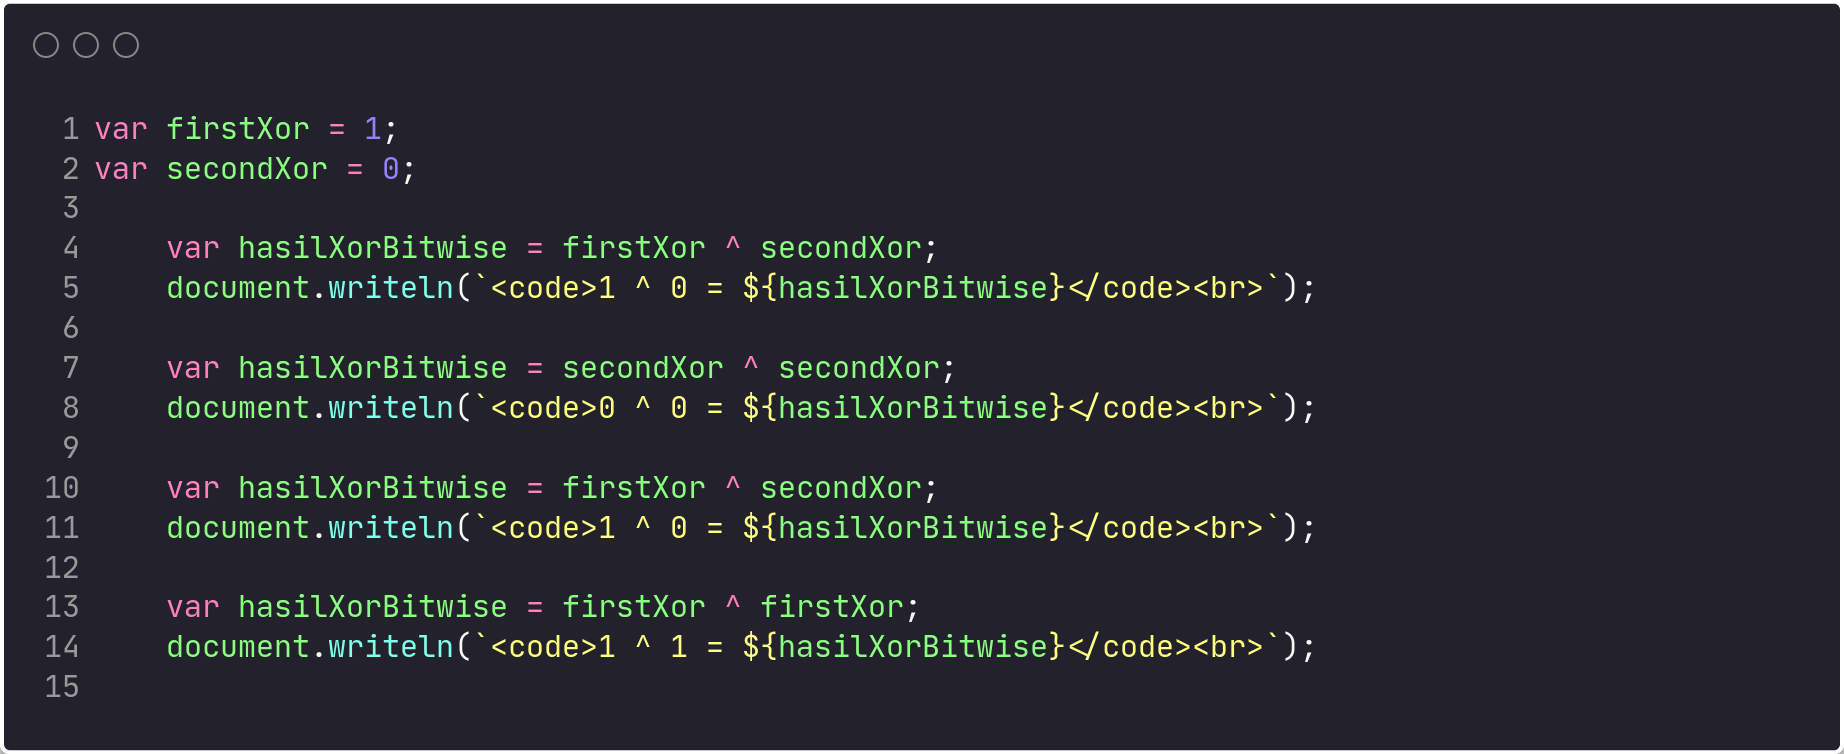 1 var firstXor = 1;
2 var secondXor = 0;
3
4     var hasilXorBitwise = firstXor ^ secondXor;
5     document.writeln(`<code>1 ^ 0 = ${hasilXorBitwise}</code><br>`);
6
7     var hasilXorBitwise = secondXor ^ secondXor;
8     document.writeln(`<code>0 ^ 0 = ${hasilXorBitwise}</code><br>`);
9
10     var hasilXorBitwise = firstXor ^ secondXor;
11     document.writeln(`<code>1 ^ 0 = ${hasilXorBitwise}</code><br>`);
12
13     var hasilXorBitwise = firstXor ^ firstXor;
14     document.writeln(`<code>1 ^ 1 = ${hasilXorBitwise}</code><br>`);
15